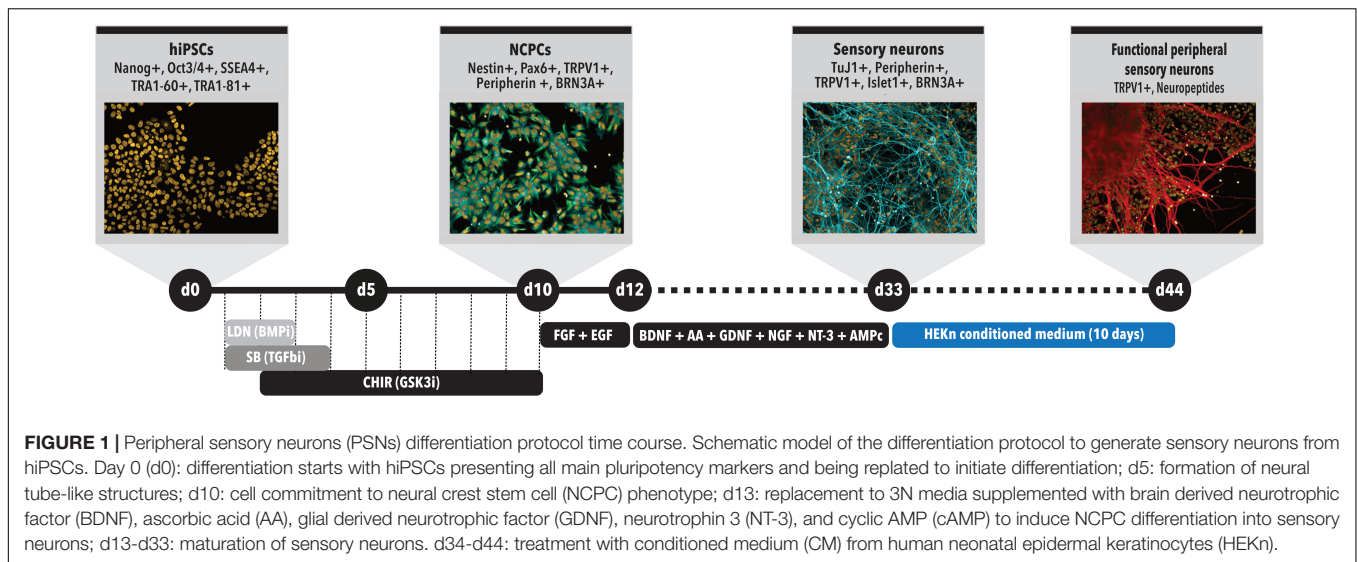 hiPSCs
Nanog+, Oct3/4+, SSEA4+,
TRA1-60+, TRA1-81+
NCPCs
Nestin+, Pax6+, TRPV1+,
Peripherin +, BRN3A+
Sensory neurons
TuJ1+, Peripherin+,
TRPV1+, Islet1+, BRN3A+
Functional peripheral
sensory neurons
TRPV1+, Neuropeptides
d0
d5
d10
d12
d33
d44
LDN (BMPi)
SB (TGFbi)
CHIR (GSK3i)
FGF + EGF
BDNF + AA + GDNF + NGF + NT-3 + AMPc
HEKn conditioned medium (10 days)
FIGURE 1 | Peripheral sensory neurons (PSNs) differentiation protocol time course. Schematic model of the differentiation protocol to generate sensory neurons from
hiPSCs. Day 0 (d0): differentiation starts with hiPSCs presenting all main pluripotency markers and being replated to initiate differentiation; d5: formation of neural
tube-like structures; d10: cell commitment to neural crest stem cell (NCPC) phenotype; d13: replacement to 3N media supplemented with brain derived neurotrophic
factor (BDNF), ascorbic acid (AA), glial derived neurotrophic factor (GDNF), neurotrophin 3 (NT-3), and cyclic AMP (cAMP) to induce NCPC differentiation into sensory
neurons; d13-d33: maturation of sensory neurons. d34-d44: treatment with conditioned medium (CM) from human neonatal epidermal keratinocytes (HEKn).